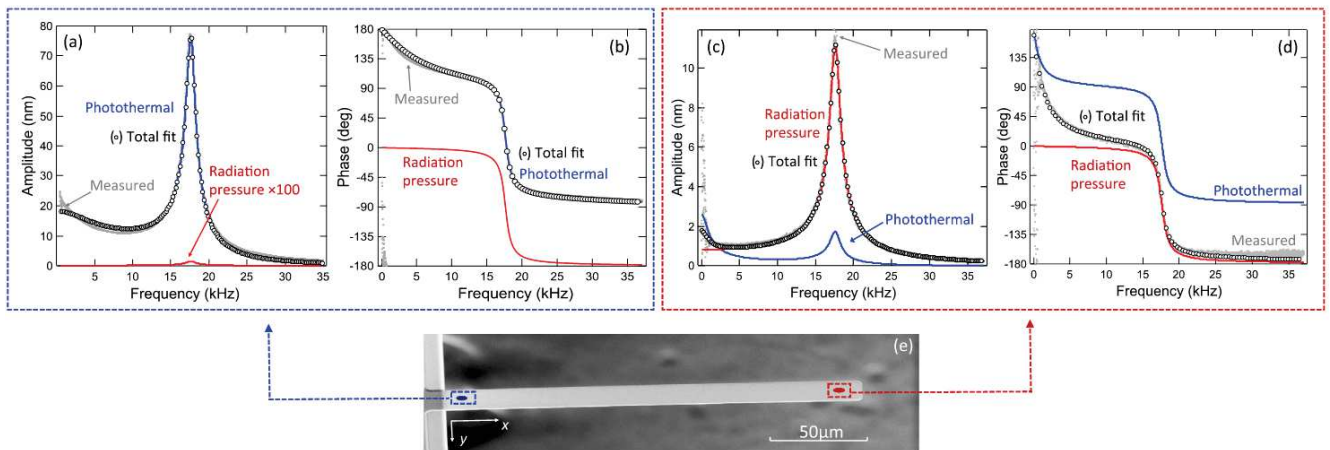 (a)
Amplitude (nm)
80
70
60
50
40
30
20
10
0
Photothermal
(∘) Total fit
Measured
Radiation
pressure ×100
5
10
15
20
25
30
35
Frequency (kHz)
(b)
Phase (deg)
180
135
90
45
0
-45
-90
-135
-180
Measured
(∘) Total fit
Photothermal
Radiation
pressure
0
5
10
15
20
25
30
35
Frequency (kHz)
(c)
Amplitude (nm)
10
8
6
4
2
0
Measured
Radiation
pressure
(∘) Total fit
Photothermal
0
5
10
15
20
25
30
35
Frequency (kHz)
(d)
Phase (deg)
180
135
90
45
0
-45
-90
-135
-180
(∘) Total fit
Radiation
pressure
Photothermal
Measured
0
5
10
15
20
25
30
35
Frequency (kHz)
(e)
x
y
50μm